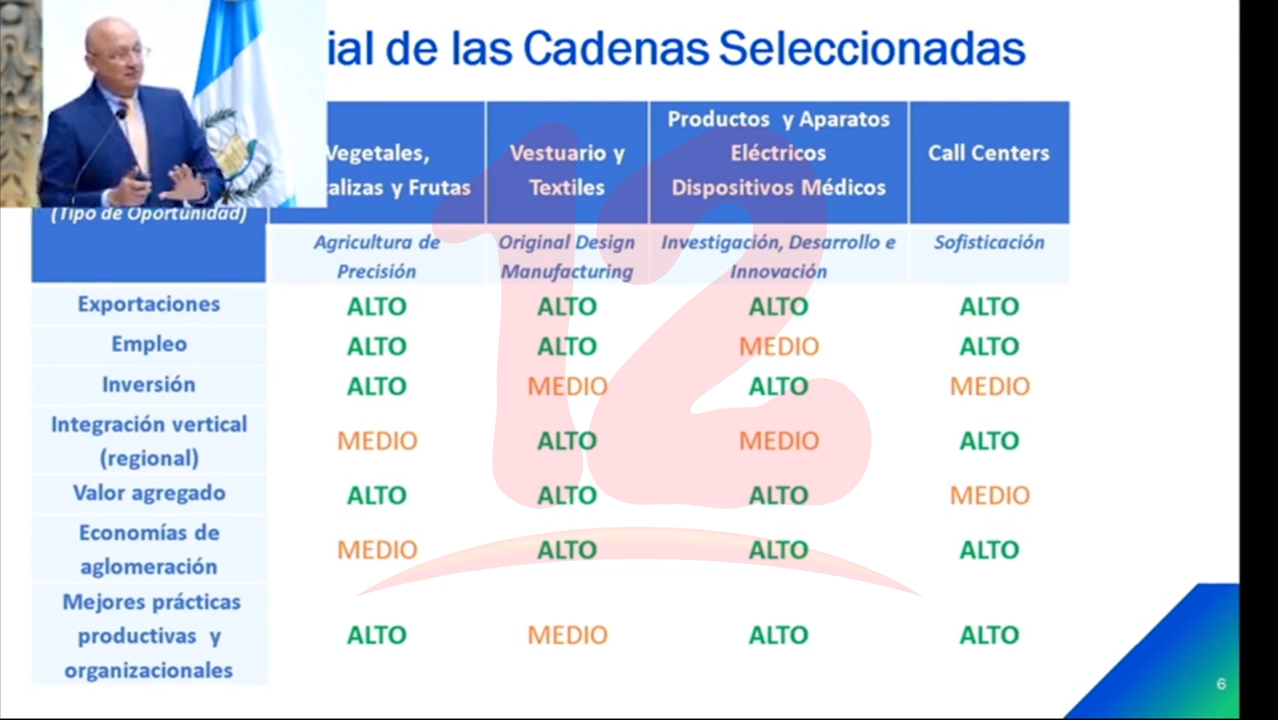 de las Cadenas Seleccionadas
Vegetales,
y Frutas
Vestuario y
Textiles
Productos y Aparatos
Eléctricos
Dispositivos Médicos
Call Centers
(Tipo de Oportunidad)
Agricultura de
Precisión
Original Design
Manufacturing
Investigación, Desarrollo e
Innovación
Sofisticación
Exportaciones ALTO ALTO ALTO ALTO
Empleo ALTO ALTO MEDIO ALTO
Inversión ALTO MEDIO ALTO MEDIO
Integración vertical
(regional) MEDIO ALTO MEDIO ALTO
Valor agregado ALTO ALTO ALTO MEDIO
Economías de
aglomeración MEDIO ALTO ALTO ALTO
Mejores prácticas
productivas y
organizacionales ALTO MEDIO ALTO ALTO
12
6